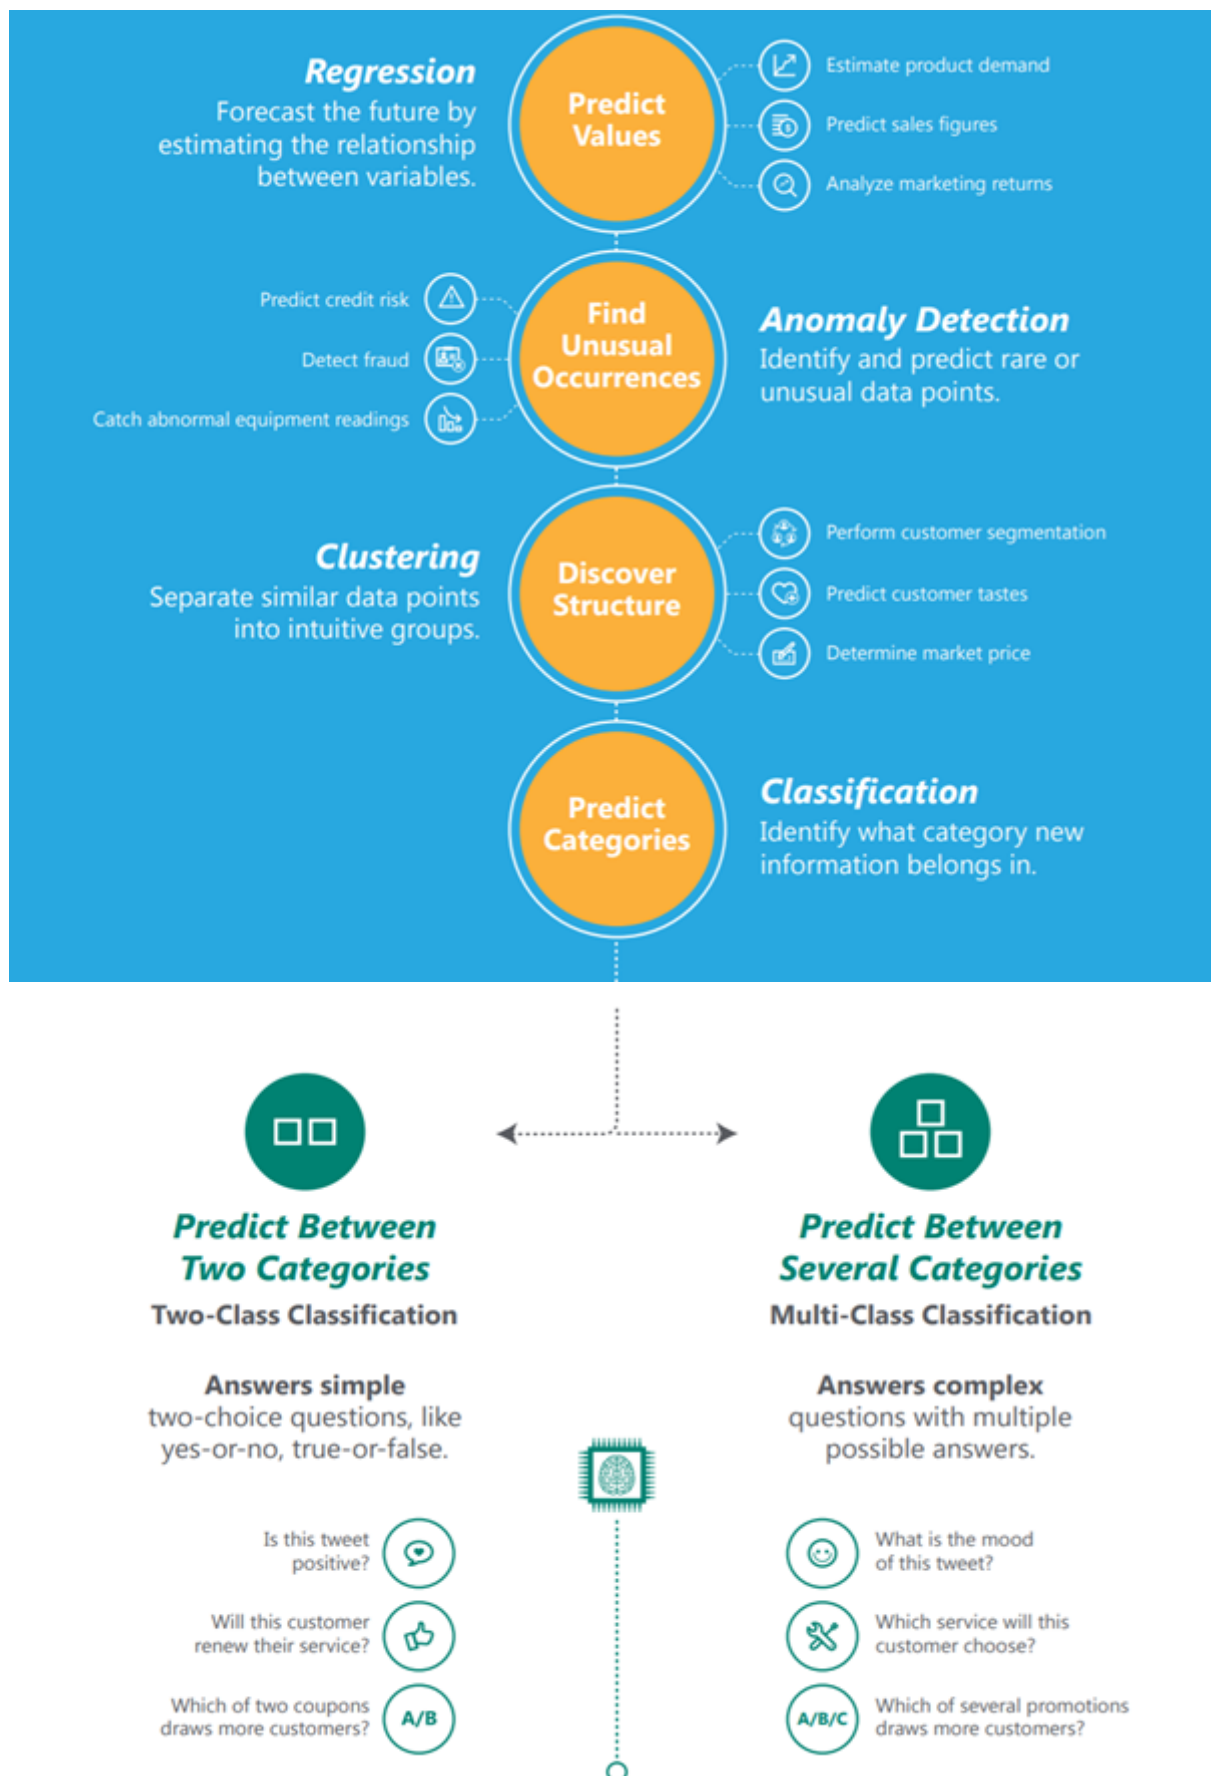 Regression
Forecast the future by
estimating the relationship
between variables.
Predict
Values
Estimate product demand
Predict sales figures
Analyze marketing returns
Predict credit risk
Detect fraud
Catch abnormal equipment readings
Find
Unusual
Occurrences
Anomaly Detection
Identify and predict rare or
unusual data points.
Clustering
Separate similar data points
into intuitive groups.
Discover
Structure
Perform customer segmentation
Predict customer tastes
Determine market price
Predict
Categories
Classification
Identify what category new
information belongs in.
Predict Between
Two Categories
Two-Class Classification
Answers simple
two-choice questions, like
yes-or-no, true-or-false.
Is this tweet
positive?
Will this customer
renew their service?
Which of two coupons
draws more customers?
A/B
Predict Between
Several Categories
Multi-Class Classification
Answers complex
questions with multiple
possible answers.
What is the mood
of this tweet?
Which service will this
customer choose?
A/B/C
Which of several promotions
draws more customers?